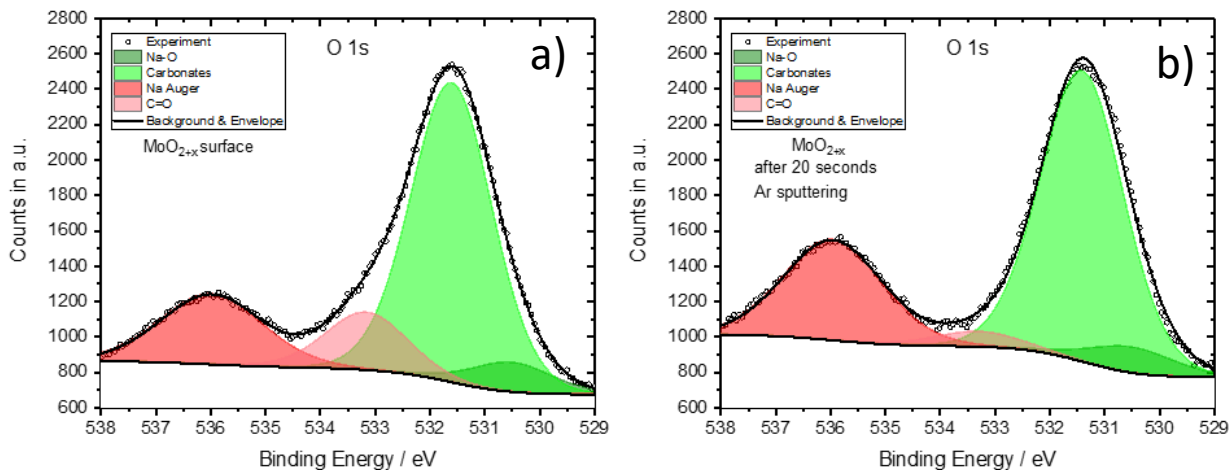 a)
O 1s
Experiment
Na-O
Carbonates
Na Auger
C=O
Background & Envelope
MoO2+x surface
Counts in a.u.
2800
2600
2400
2200
2000
1800
1600
1400
1200
1000
800
600
538 537 536 535 534 533 532 531 530 529
Binding Energy / eV
b)
O 1s
Experiment
Na-O
Carbonates
Na Auger
C=O
Background & Envelope
MoO2+x
after 20 seconds
Ar sputtering
Counts in a.u.
2800
2600
2400
2200
2000
1800
1600
1400
1200
1000
800
600
538 537 536 535 534 533 532 531 530 529
Binding Energy / eV